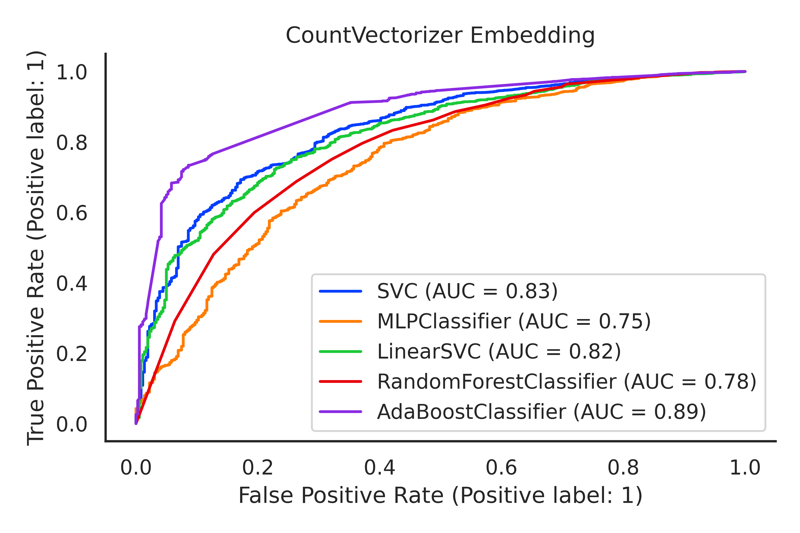 CountVectorizer Embedding
True Positive Rate (Positive label: 1)
1.0
0.8
0.6
0.4
0.2
0.0
SVC (AUC = 0.83)
MLPClassifier (AUC = 0.75)
LinearSVC (AUC = 0.82)
RandomForestClassifier (AUC = 0.78)
AdaBoostClassifier (AUC = 0.89)
0.0 0.2 0.4 0.6 0.8 1.0
False Positive Rate (Positive label: 1)